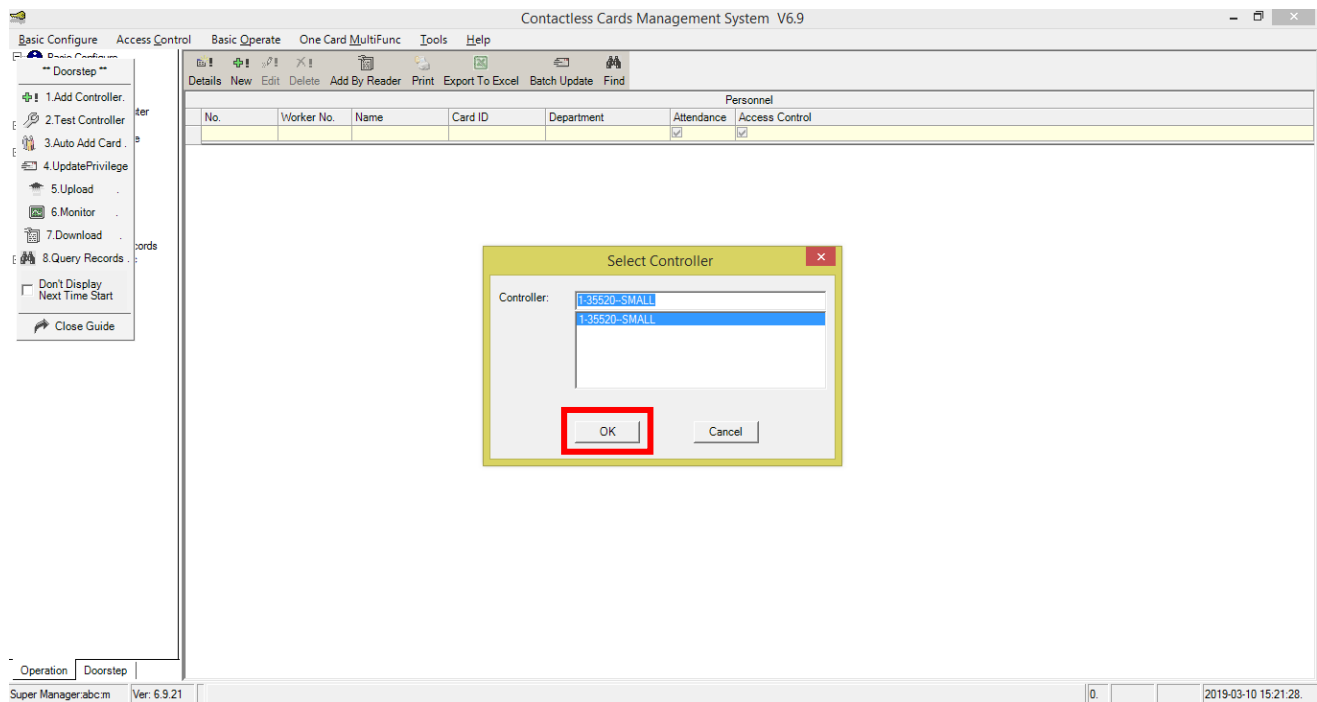 Contactless Cards Management System V6.9
Basic Configure Access Control Basic Operate One Card MultiFunc Tools Help
Basic Configure
** Doorstep **
1.Add Controller.
2.Test Controller
3.Auto Add Card .
4.UpdatePrivilege
5.Upload .
6.Monitor .
7.Download .
8.Query Records .
Don't Display
Next Time Start
Close Guide
Details New Edit Delete Add By Reader Print Export To Excel Batch Update Find
Personnel
No. Worker No. Name Card ID Department Attendance Access Control
Select Controller
Controller: 1-35520--SMALL
1-35520--SMALL
OK Cancel
Operation Doorstep
Super Manager:abc:m Ver: 6.9.21 0. 2019-03-10 15:21:28.